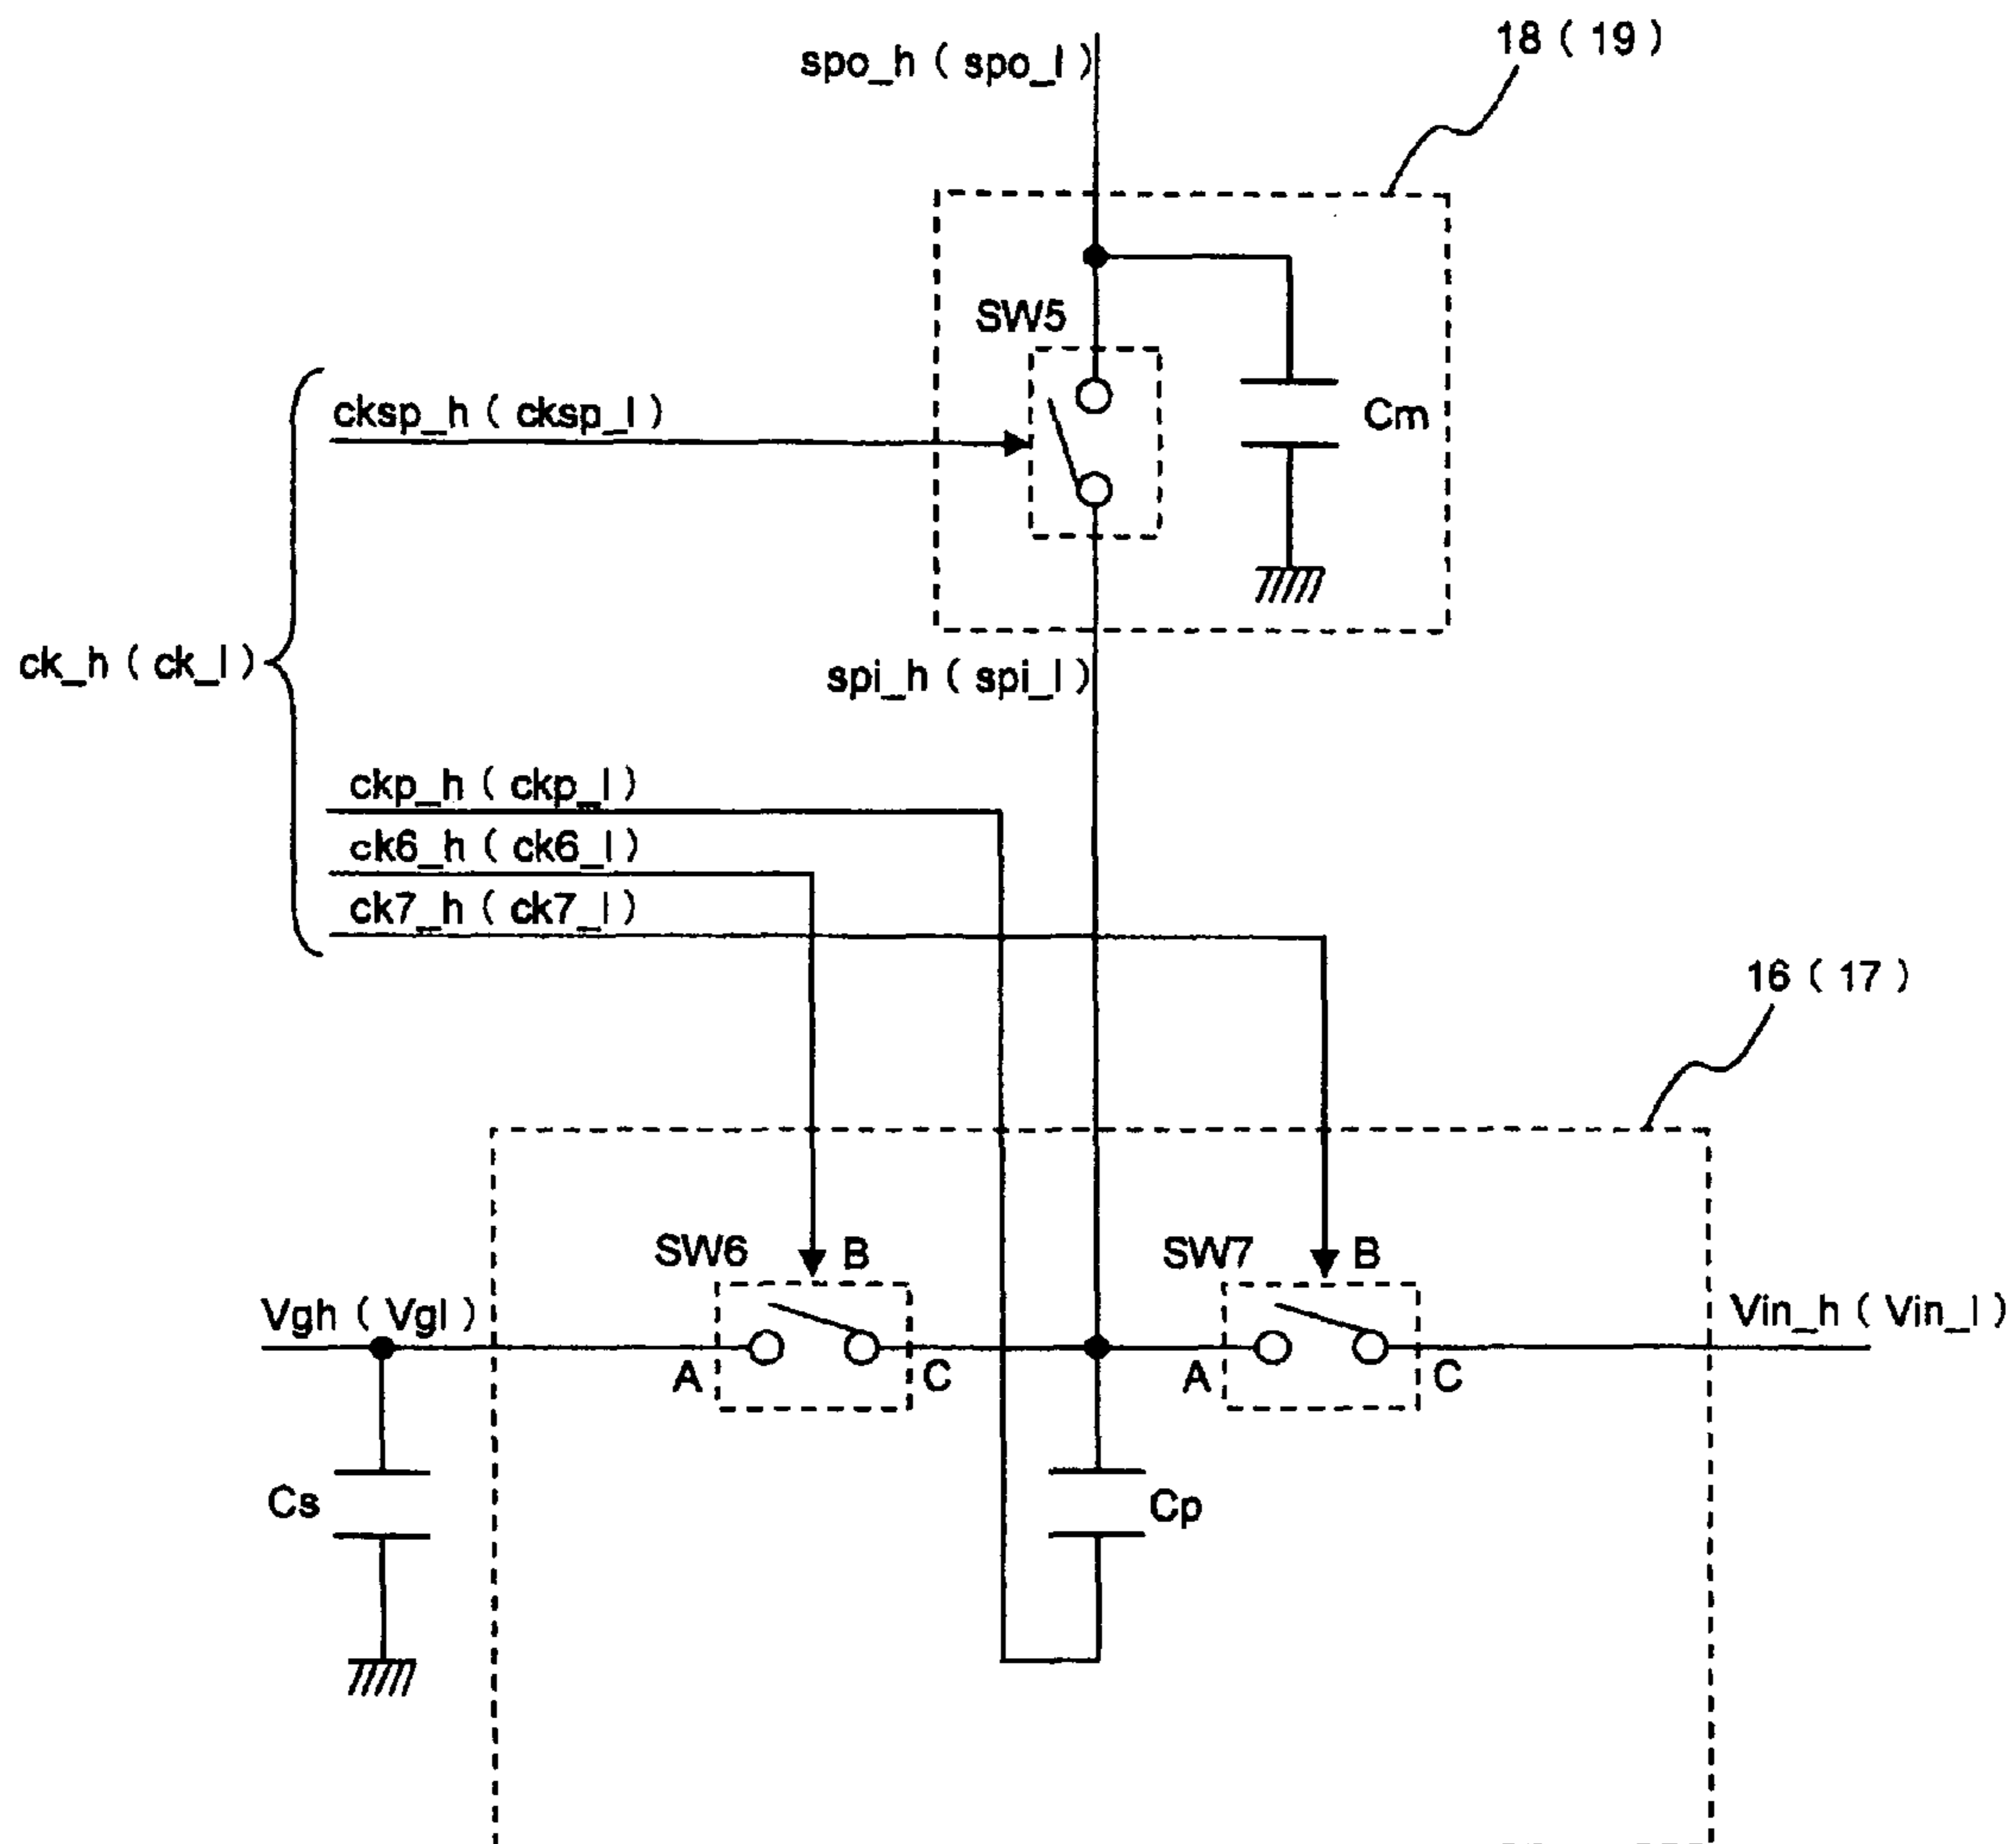 18 ( 19 )
spo_h ( spo_l )
SW5
cksp_h ( cksp_l )
Cm
ck_h ( ck_l )
spi_h ( spi_l )
ckp_h ( ckp_l )
ck6_h ( ck6_l )
ck7_h ( ck7_l )
16 ( 17 )
SW6 B SW7 B
Vgh ( Vgl ) Vin_h ( Vin_l )
A C A C
Cs Cp